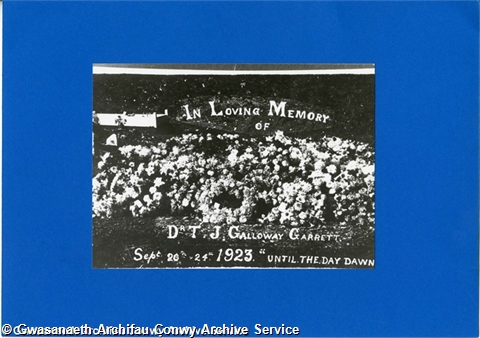 In Loving Memory
of
Dr T. J. Galloway Garrett.
Sept 20th - 24th 1923. "Until the day dawn
© Gwasanaeth Archifau Conwy Archive Service